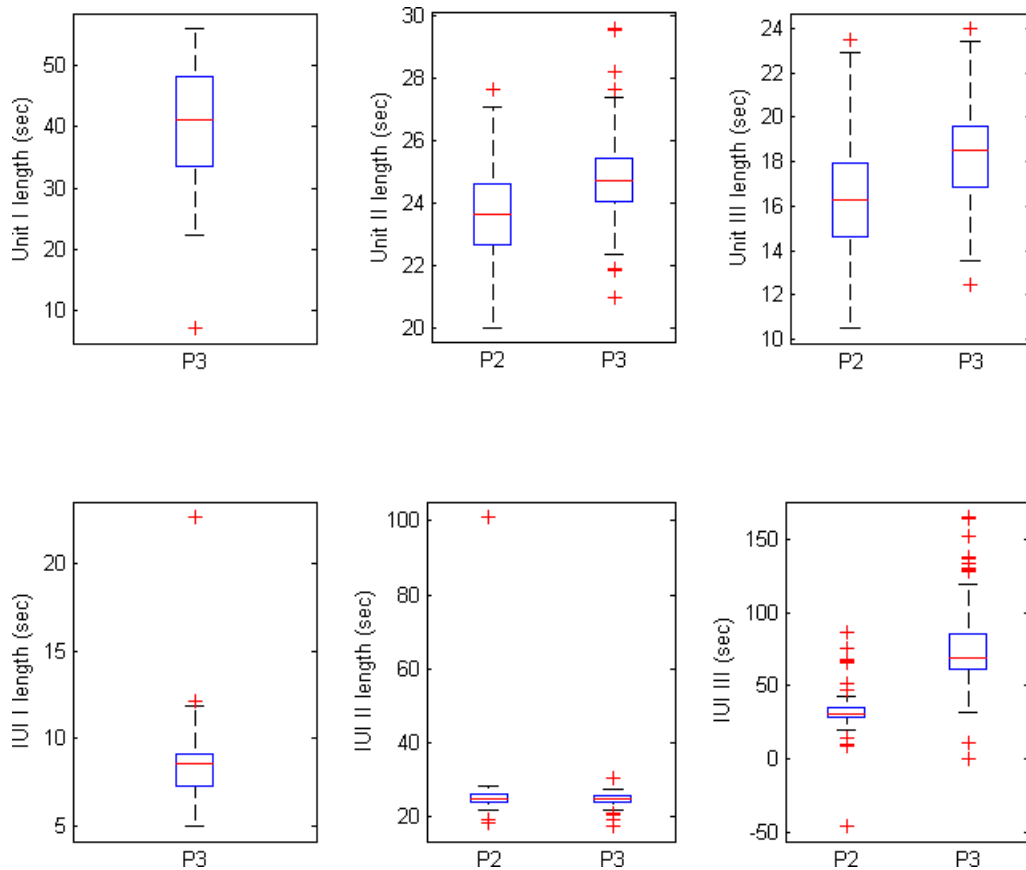 Unit I length (sec)
50
40
30
20
10
P3
Unit II length (sec)
30
28
26
24
22
20
P2
P3
Unit III length (sec)
24
22
20
18
16
14
12
10
P2
P3
IUI I length (sec)
20
15
10
5
P3
IUI II length (sec)
100
80
60
40
20
P2
P3
IUI III (sec)
150
100
50
0
-50
P2
P3